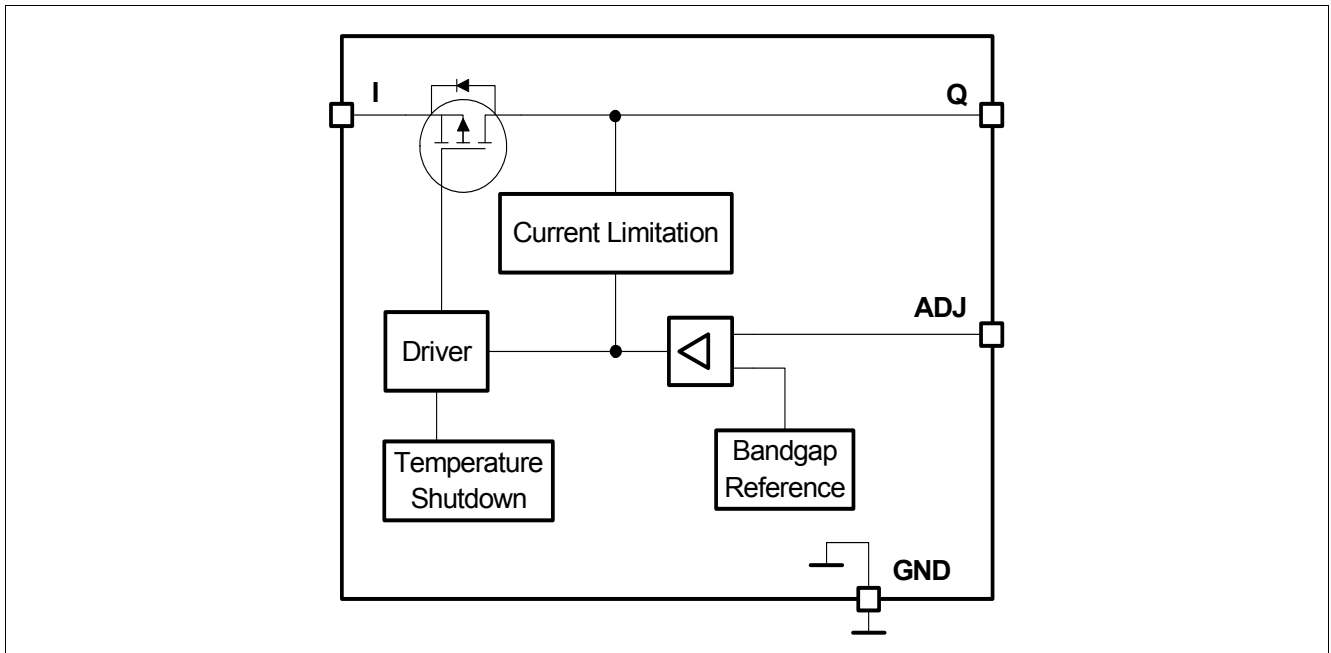 I
Q
Current Limitation
ADJ
Driver
Temperature
Shutdown
Bandgap
Reference
GND